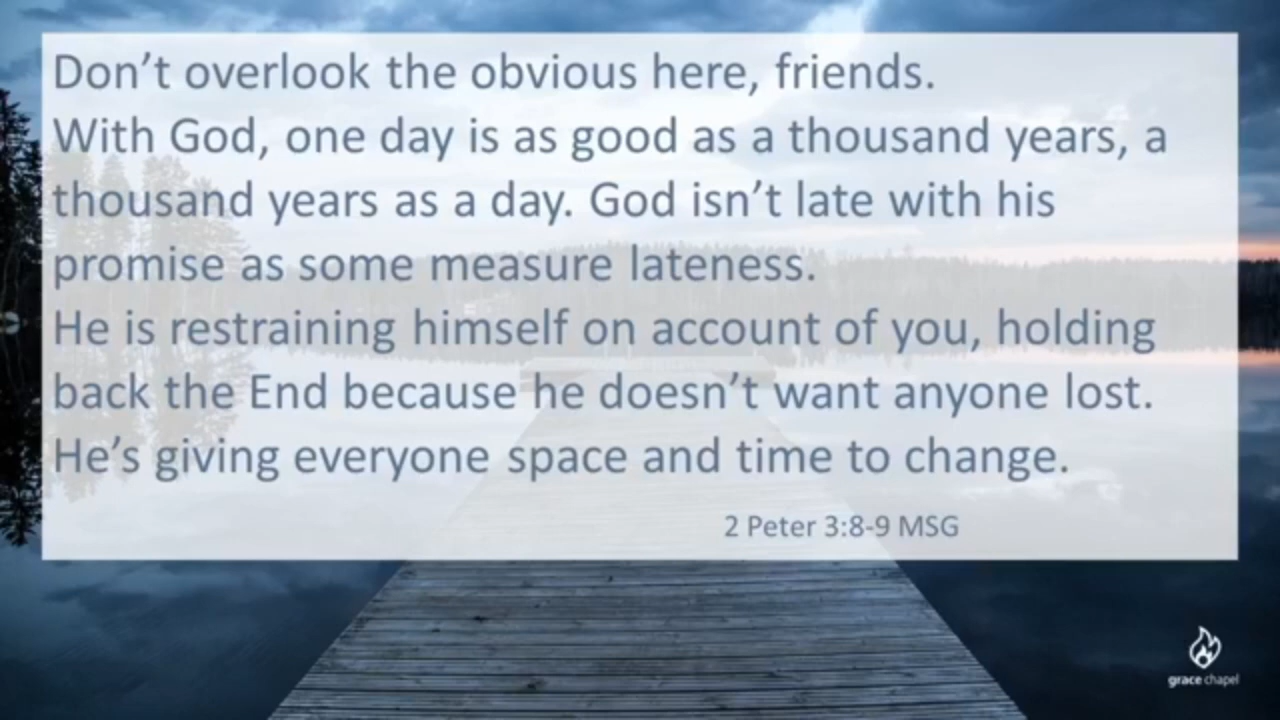 Don’t overlook the obvious here, friends.
With God, one day is as good as a thousand years, a
thousand years as a day. God isn’t late with his
promise as some measure lateness.
He is restraining himself on account of you, holding
back the End because he doesn’t want anyone lost.
He’s giving everyone space and time to change.
2 Peter 3:8-9 MSG
grace chapel